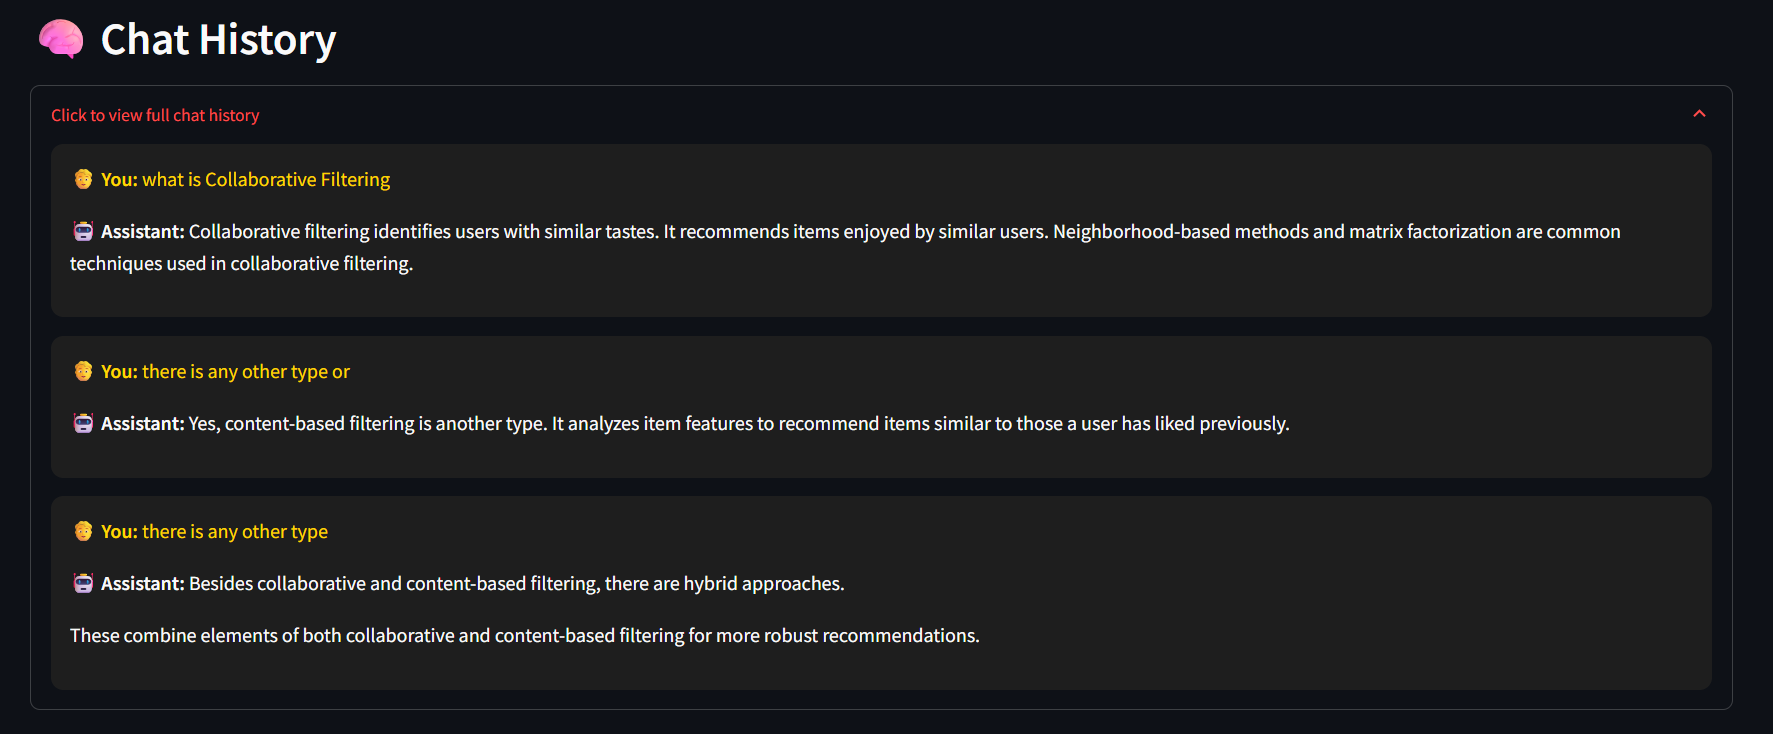 Chat History
Click to view full chat history
You: what is Collaborative Filtering
Assistant: Collaborative filtering identifies users with similar tastes. It recommends items enjoyed by similar users. Neighborhood-based methods and matrix factorization are common
techniques used in collaborative filtering.
You: there is any other type or
Assistant: Yes, content-based filtering is another type. It analyzes item features to recommend items similar to those a user has liked previously.
You: there is any other type
Assistant: Besides collaborative and content-based filtering, there are hybrid approaches.
These combine elements of both collaborative and content-based filtering for more robust recommendations.